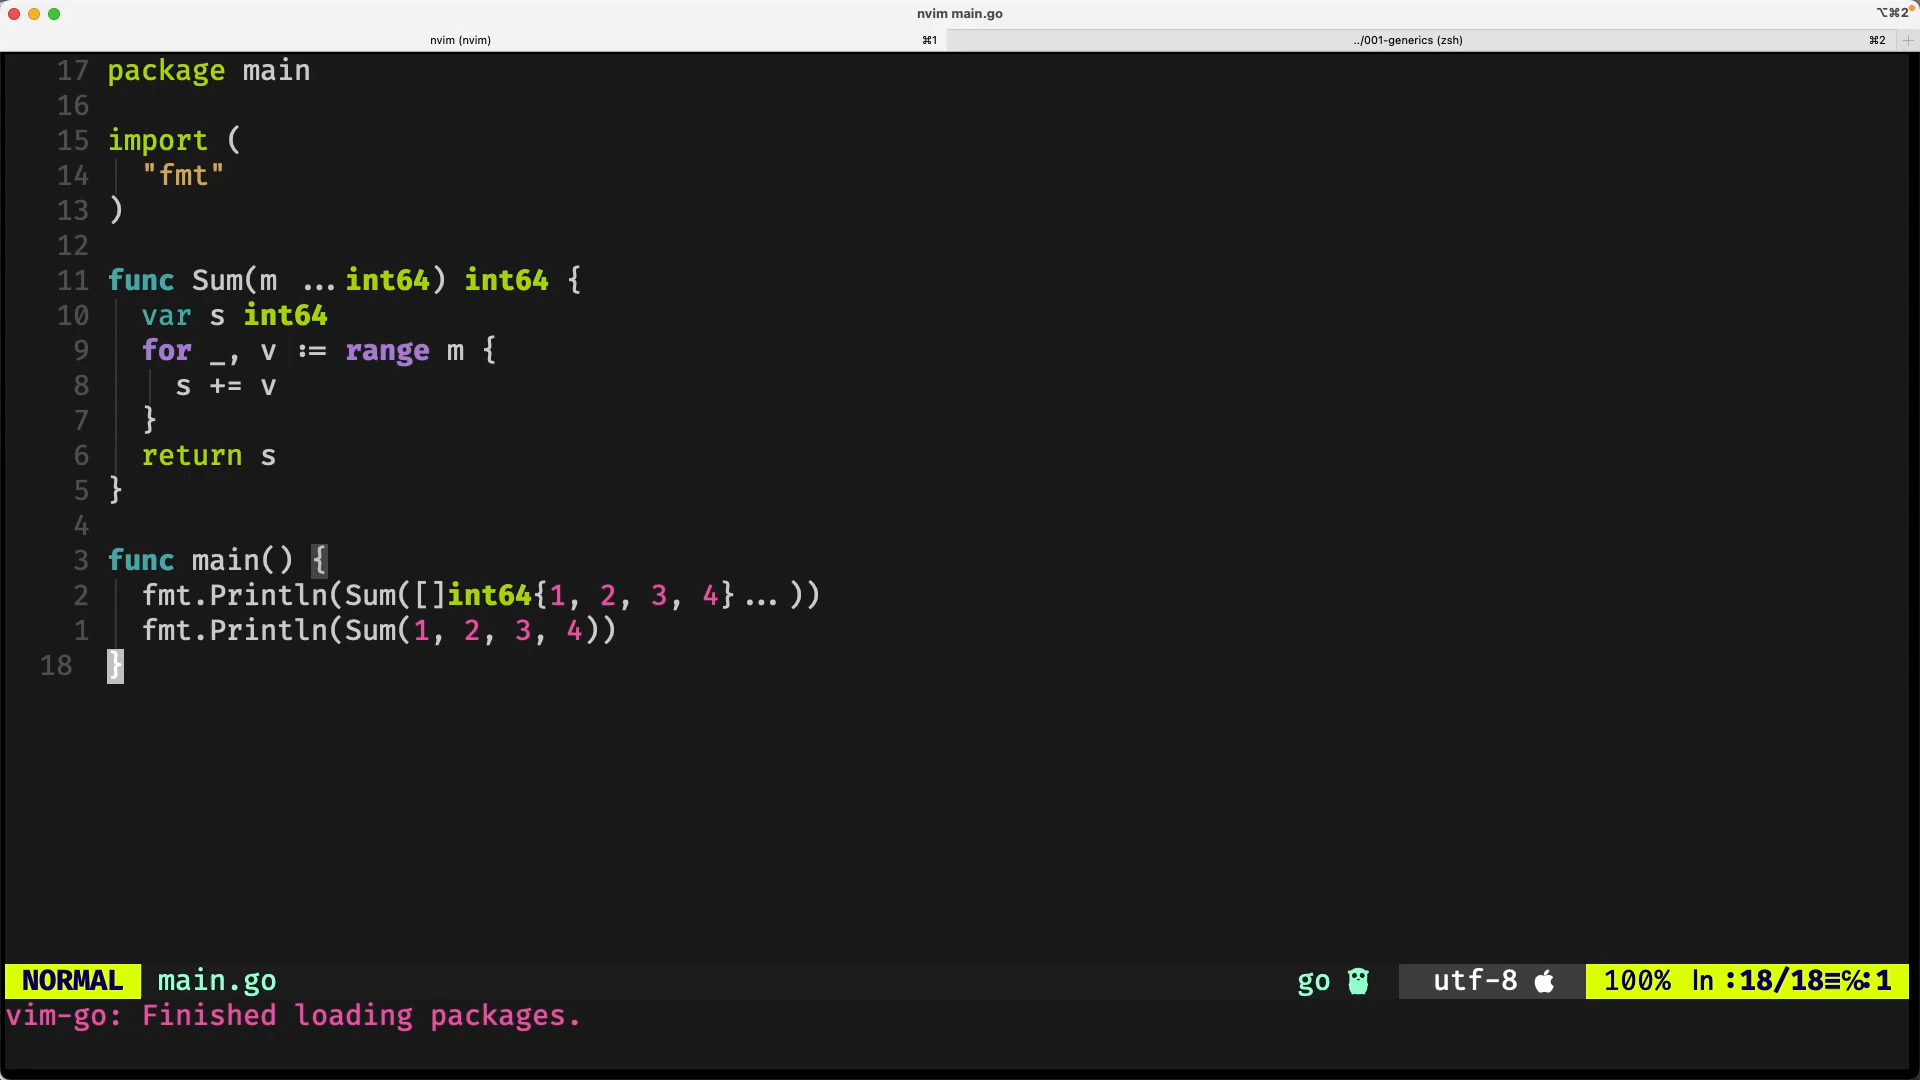 nvim main.go
⌥⌘2
nvim (nvim) ⌘1
../001-generics (zsh) ⌘2
17 package main
16
15 import (
14 "fmt"
13 )
12
11 func Sum(m ...int64) int64 {
10 var s int64
9 for _, v := range m {
8 s += v
7 }
6 return s
5 }
4
3 func main() {
2 fmt.Println(Sum([]int64{1, 2, 3, 4}...))
1 fmt.Println(Sum(1, 2, 3, 4))
18 }
NORMAL main.go go utf-8 100% ln :18/18≡℅:1
vim-go: Finished loading packages.